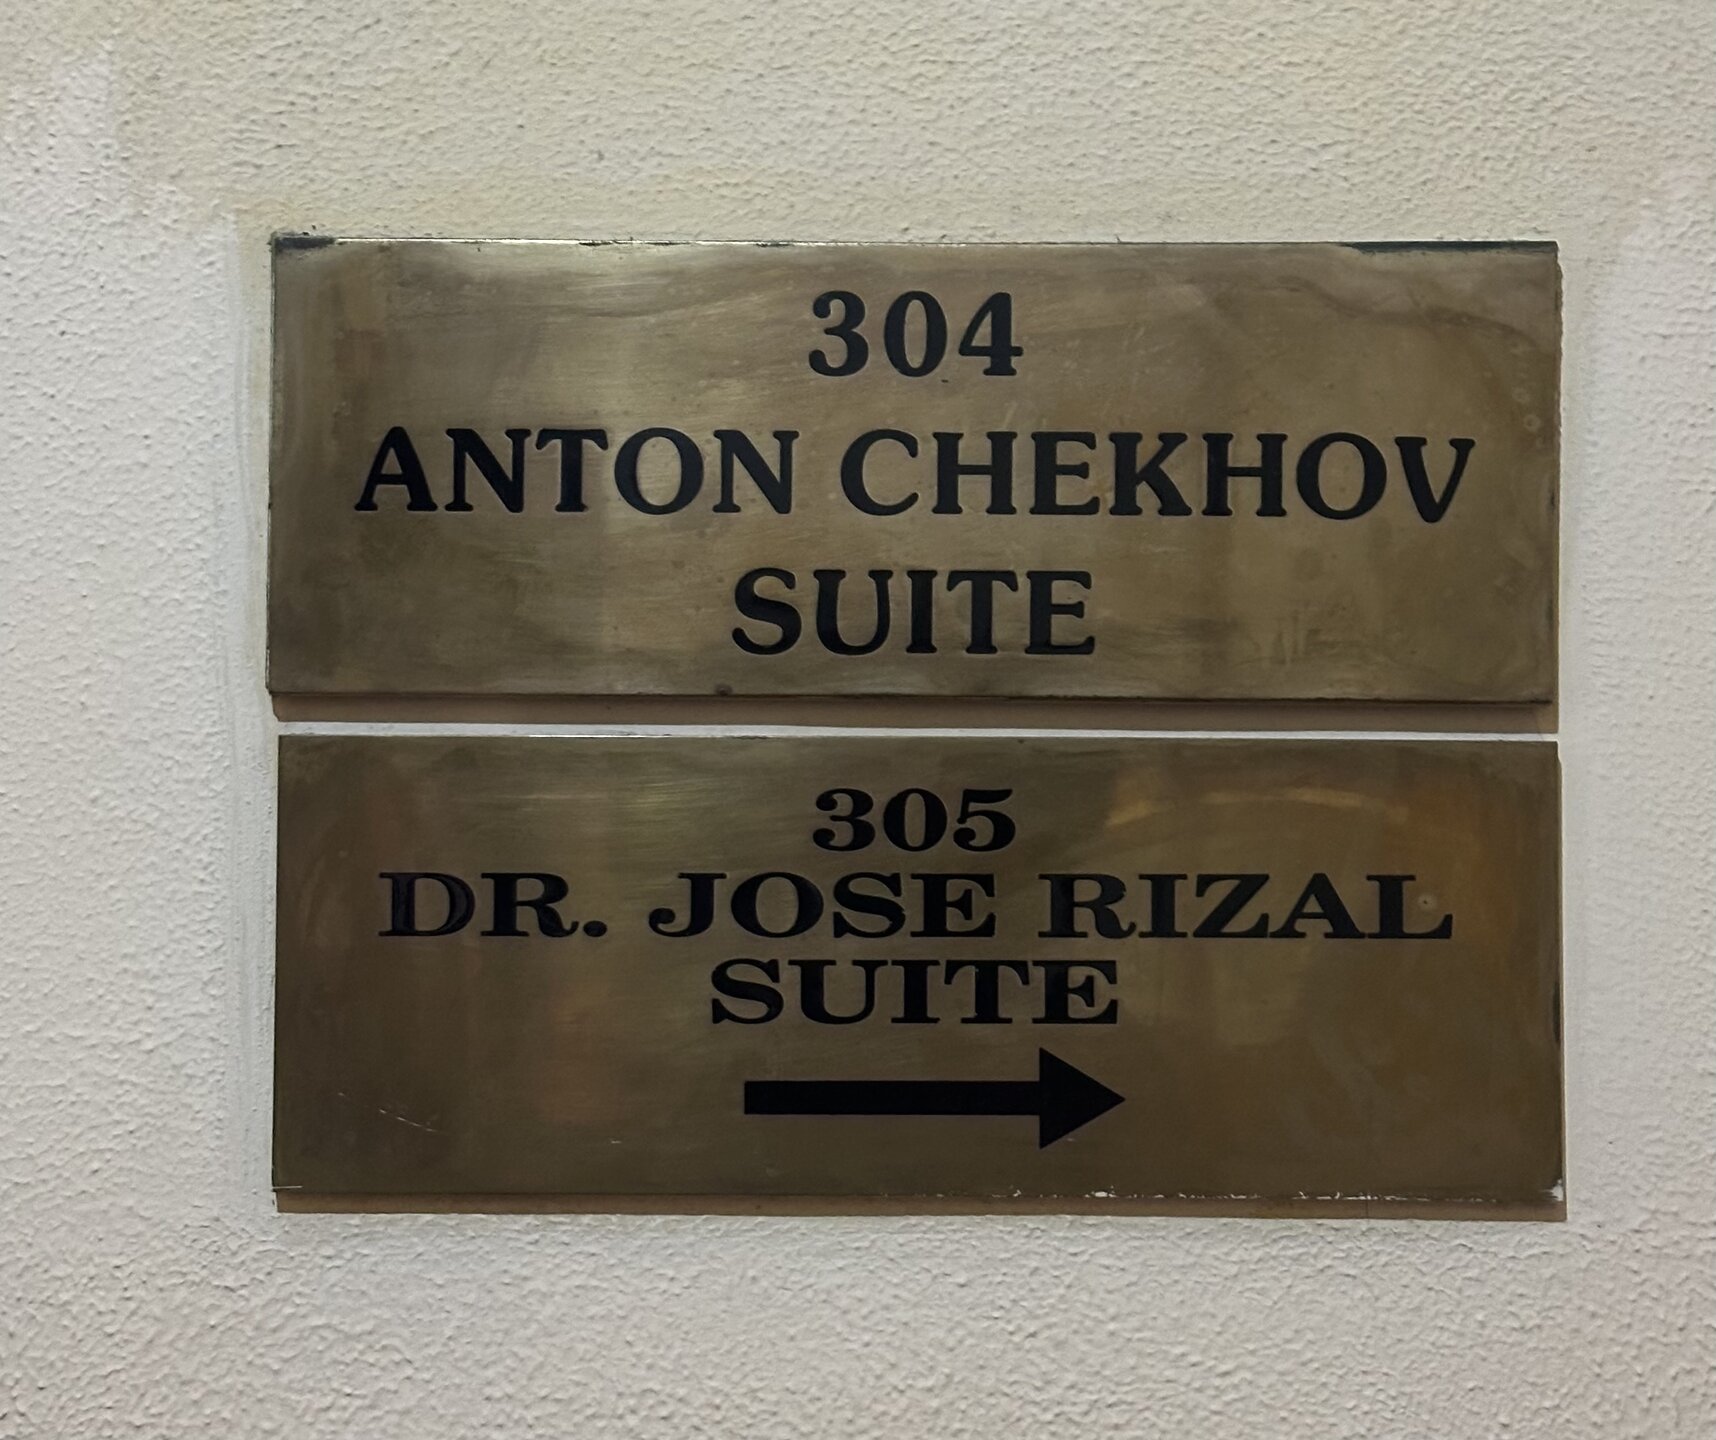 304
ANTON CHEKHOV
SUITE
305
DR. JOSE RIZAL
SUITE